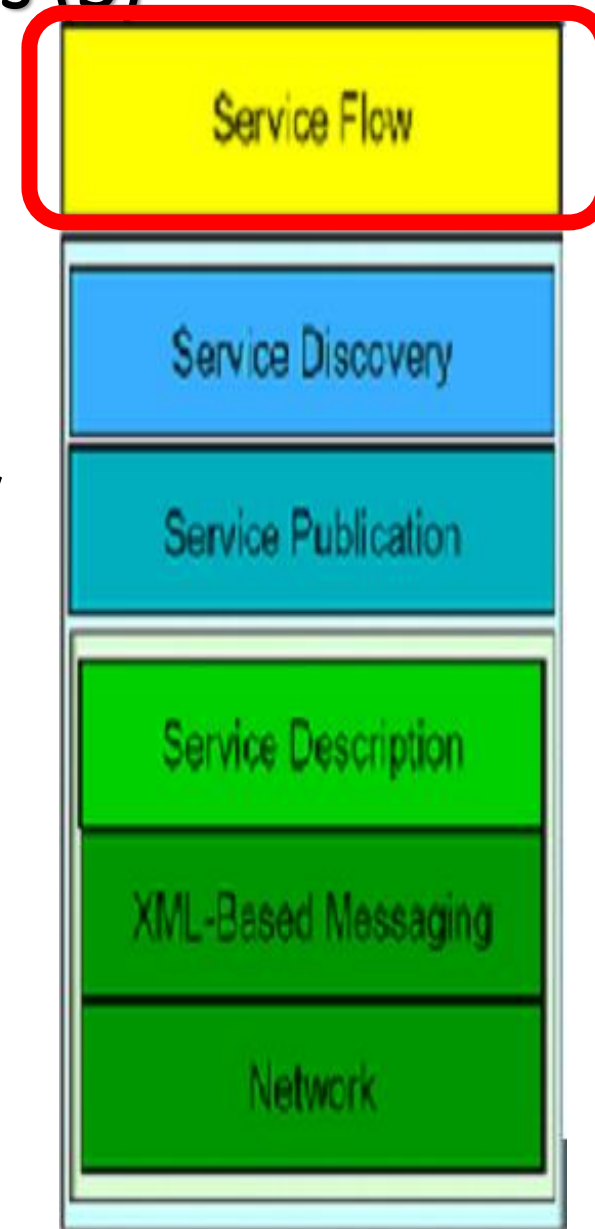 Service Flow
Service Discovery
Service Publication
Service Description
XML-Based Messaging
Network